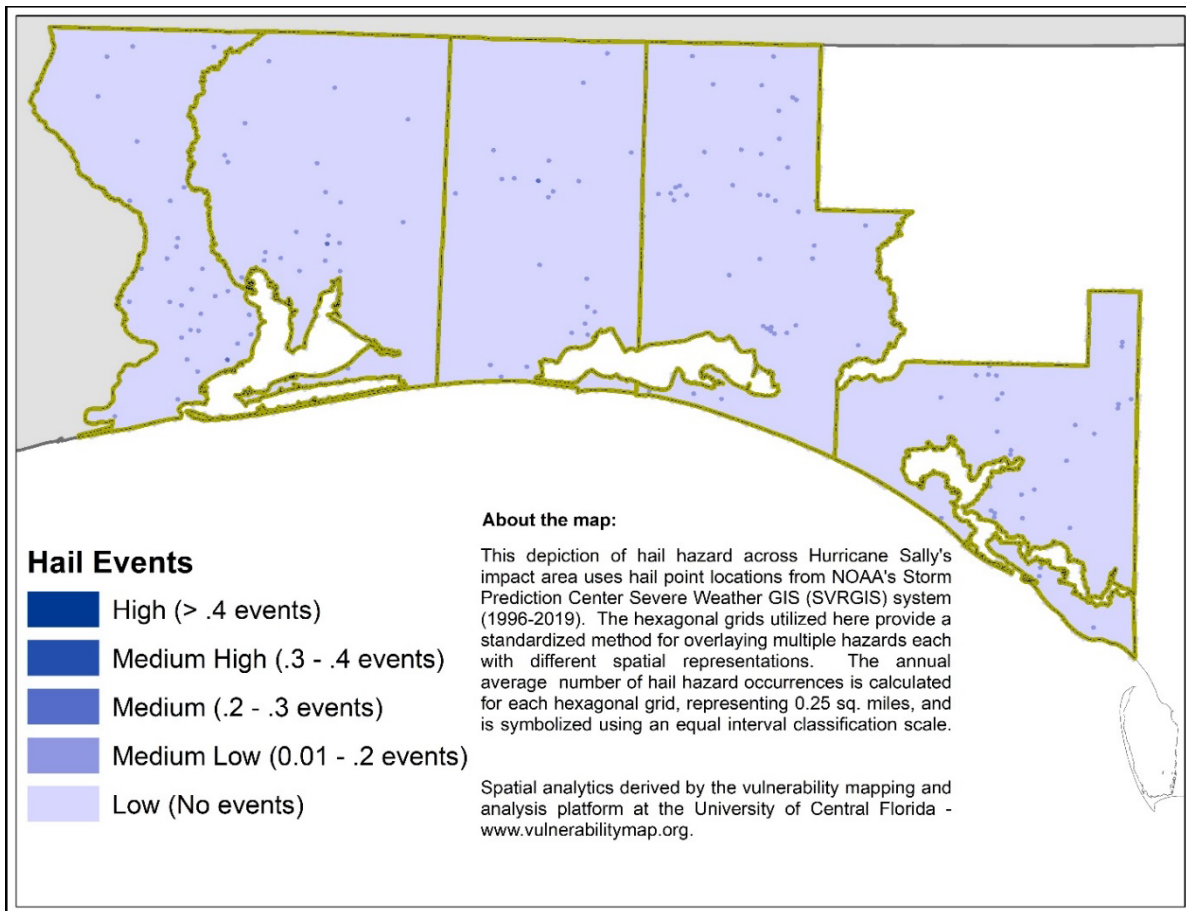 About the map:
This depiction of hail hazard across Hurricane Sally's
impact area uses hail point locations from NOAA's Storm
Prediction Center Severe Weather GIS (SVRGIS) system
(1996-2019). The hexagonal grids utilized here provide a
standardized method for overlaying multiple hazards each
with different spatial representations. The annual
average number of hail hazard occurrences is calculated
for each hexagonal grid, representing 0.25 sq. miles, and
is symbolized using an equal interval classification scale.
Spatial analytics derived by the vulnerability mapping and
analysis platform at the University of Central Florida -
www.vulnerabilitymap.org.
Hail Events
High (> .4 events)
Medium High (.3 - .4 events)
Medium (.2 - .3 events)
Medium Low (0.01 - .2 events)
Low (No events)